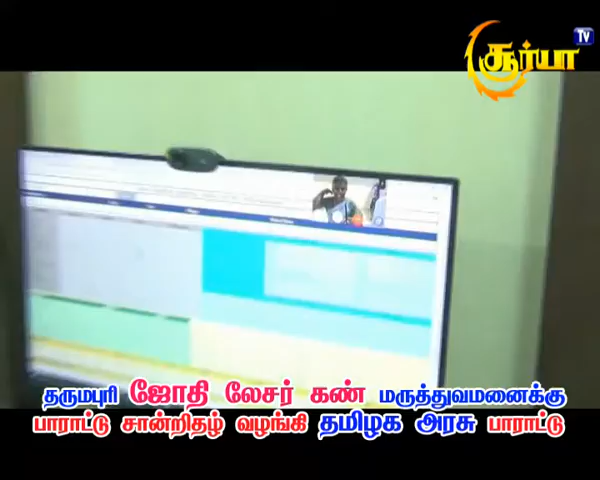 சூர்யா TV
தருமபுரி ஜோதி லேசர் கண் மருத்துவமனைக்கு
பாராட்டு சான்றிதழ் வழங்கி தமிழக அரசு பாராட்டு